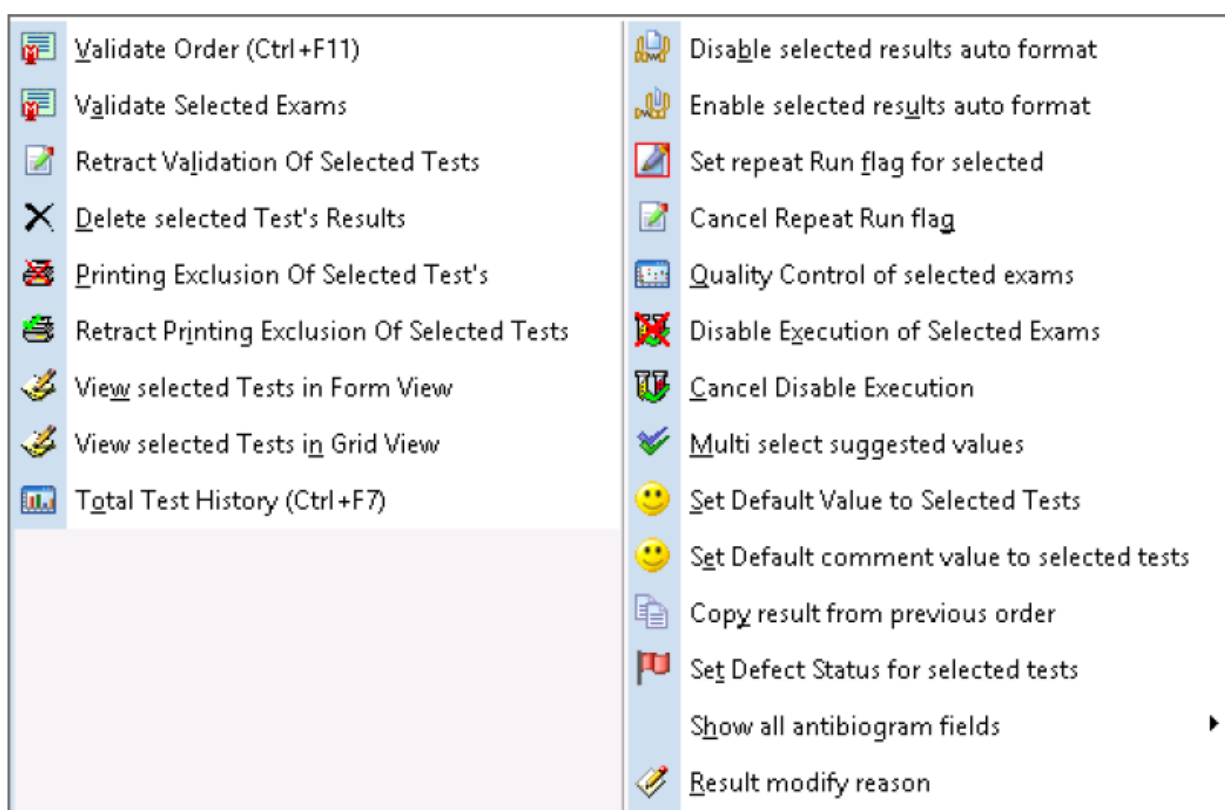 Validate Order (Ctrl+F11)
Validate Selected Exams
Retract Validation Of Selected Tests
Delete selected Test's Results
Printing Exclusion Of Selected Test's
Retract Printing Exclusion Of Selected Tests
View selected Tests in Form View
View selected Tests in Grid View
Total Test History (Ctrl+F7)
Disable selected results auto format
Enable selected results auto format
Set repeat Run flag for selected
Cancel Repeat Run flag
Quality Control of selected exams
Disable Execution of Selected Exams
Cancel Disable Execution
Multi select suggested values
Set Default Value to Selected Tests
Set Default comment value to selected tests
Copy result from previous order
Set Defect Status for selected tests
Show all antibiogram fields
Result modify reason